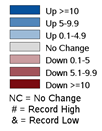 Up >=10
Up 5-9.9
Up 0.1-4.9
No Change
Down 0.1-5
Down 5.1-9.9
Down >=10
NC = No Change
# = Record High
& = Record Low